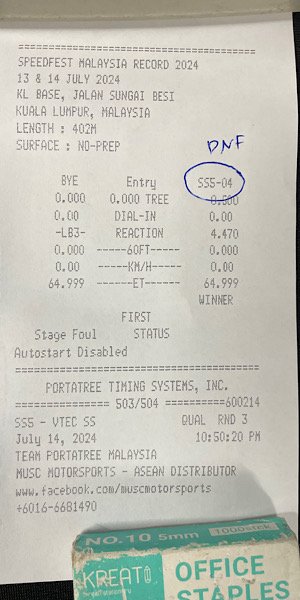 SPEEDFEST MALAYSIA RECORD 2024
13 & 14 JULY 2024
KL BASE, JALAN SUNGAI BESI
KUALA LUMPUR, MALAYSIA
LENGTH : 402M
SURFACE : NO-PREP
DNF
BYE Entry SS5-04
0.000 0.000 TREE 0.500
0.00 DIAL-IN 0.00
-LB3- REACTION 4.470
0.000 ------60FT----- 0.000
0.00 -----KM/H----- 0.00
64.999 ------ET------ 64.999
WINNER
FIRST
Stage Foul STATUS
Autostart Disabled
PORTATREE TIMING SYSTEMS, INC.
============ 503/504 ==========600214
SS5 - VTEC SS QUAL RND 3
July 14, 2024 10:50:20 PM
TEAM PORTATREE MALAYSIA
MUSC MOTORSPORTS - ASEAN DISTRIBUTOR
www.facebook.com/muscmotorsports
+6016-6681490
NO.10 5mm 1000stek
KREATO OFFICE
STAPLES